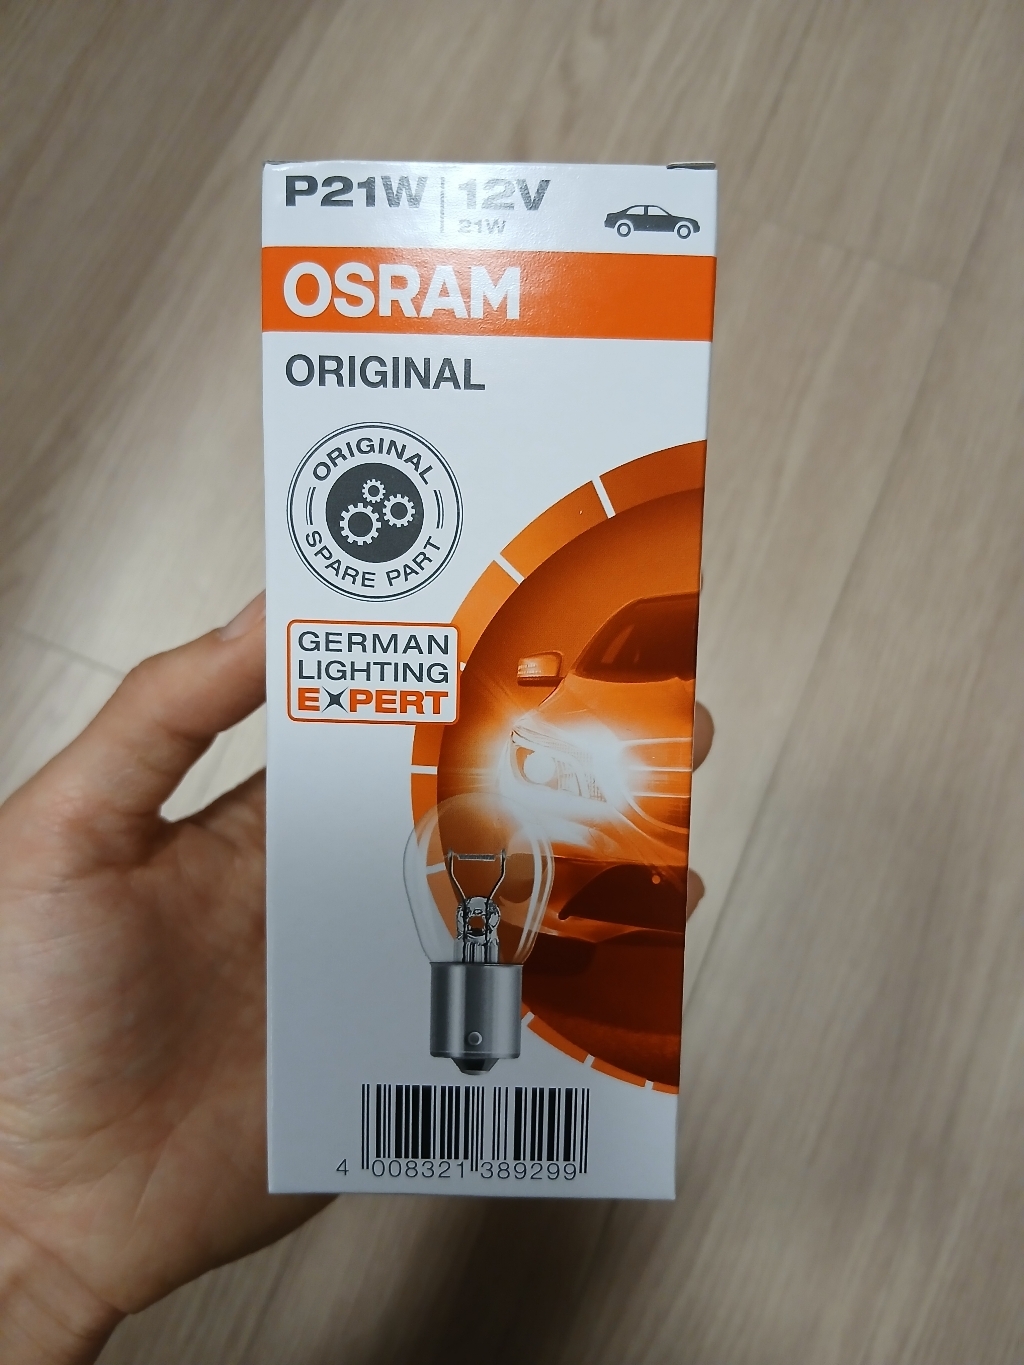 P21W 12V
21W
OSRAM
ORIGINAL
ORIGINAL
SPARE PART
GERMAN
LIGHTING
EXPERT
4 008321 389299